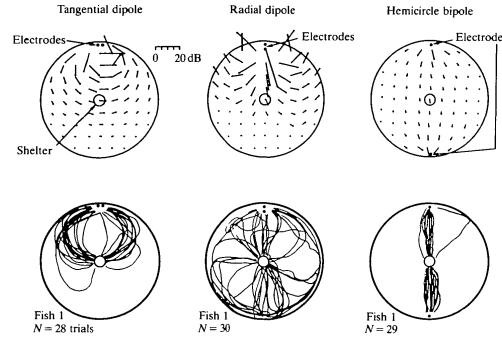 Tangential dipole
Radial dipole
Hemicircle bipole
Electrodes
0 20 dB
Electrodes
Electrode
Shelter
Fish 1
N = 28 trials
Fish 1
N = 30
Fish 1
N = 29